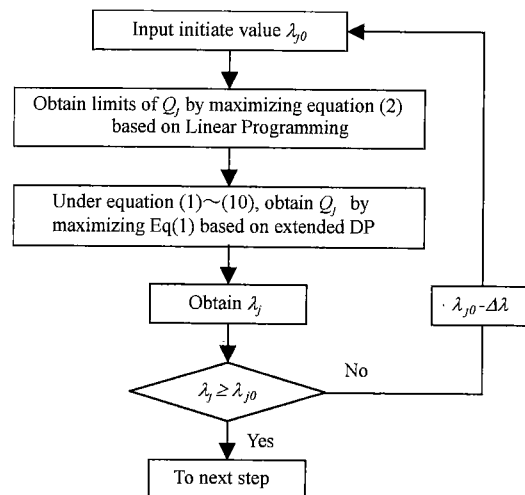 Input initiate value λj0
Obtain limits of Qj by maximizing equation (2)
based on Linear Programming
Under equation (1)～(10), obtain Qj by
maximizing Eq(1) based on extended DP
Obtain λj
λj0-Δλ
No
λj ≥ λj0
Yes
To next step